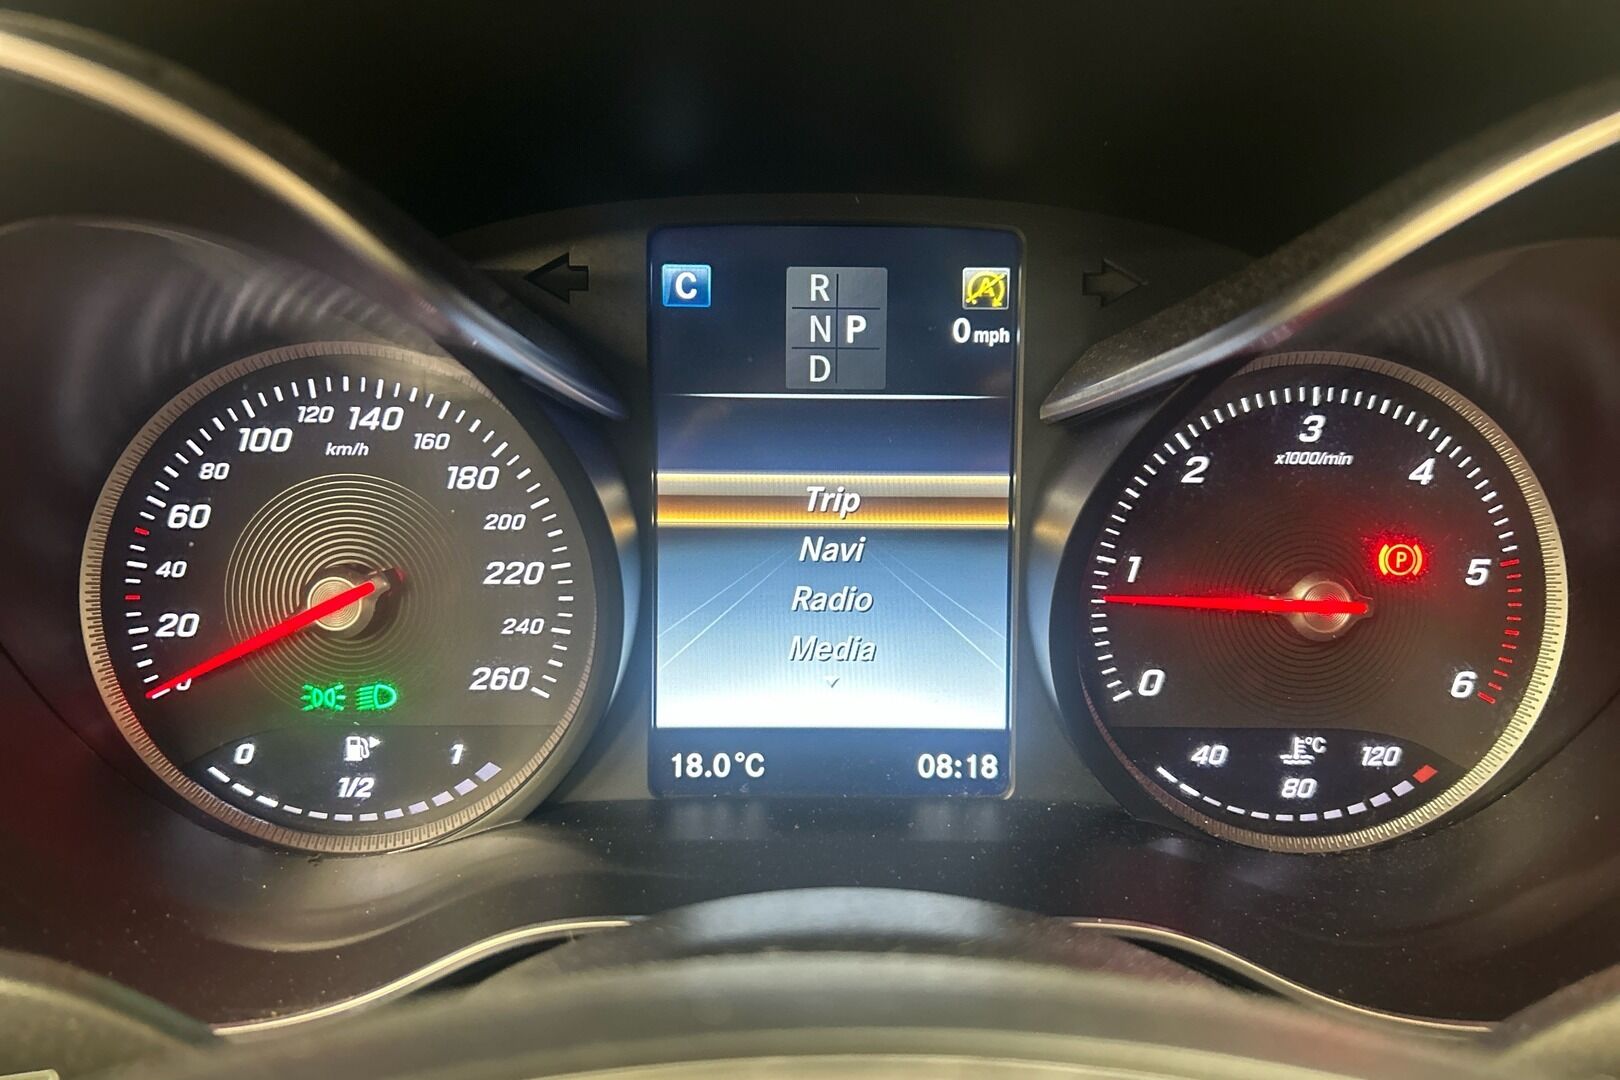 C
R
N P
D
A
0 mph
Trip
Navi
Radio
Media
18.0°C 08:18
0 20 40 60 80 100 120 140 160 180 200 220 240 260
km/h
0 1/2 1
0 1 2 3 4 5 6
x1000/min
P
40 80 120
°C